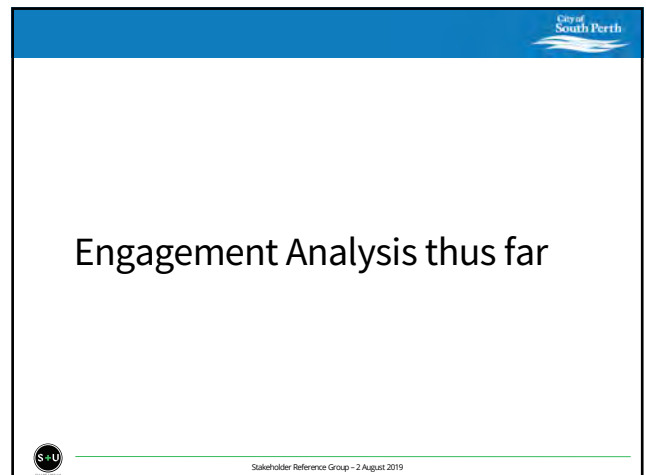 City of
South Perth
Engagement Analysis thus far
S+U
Stakeholder Reference Group – 2 August 2019